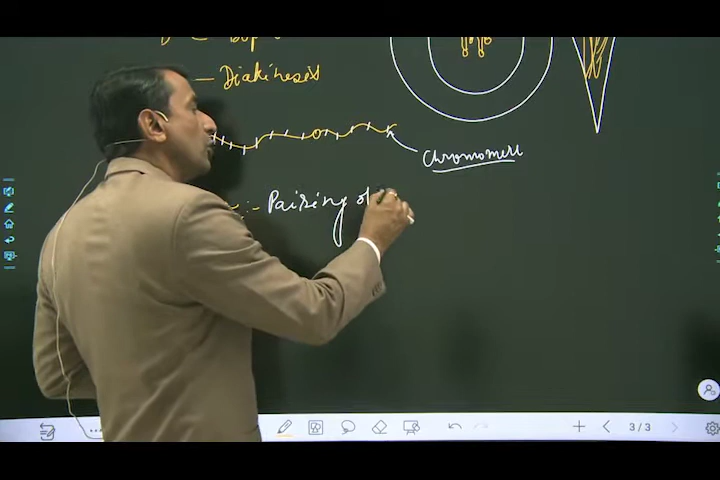 — Diakinesis
Chromomere
:- Pairing of
3/3